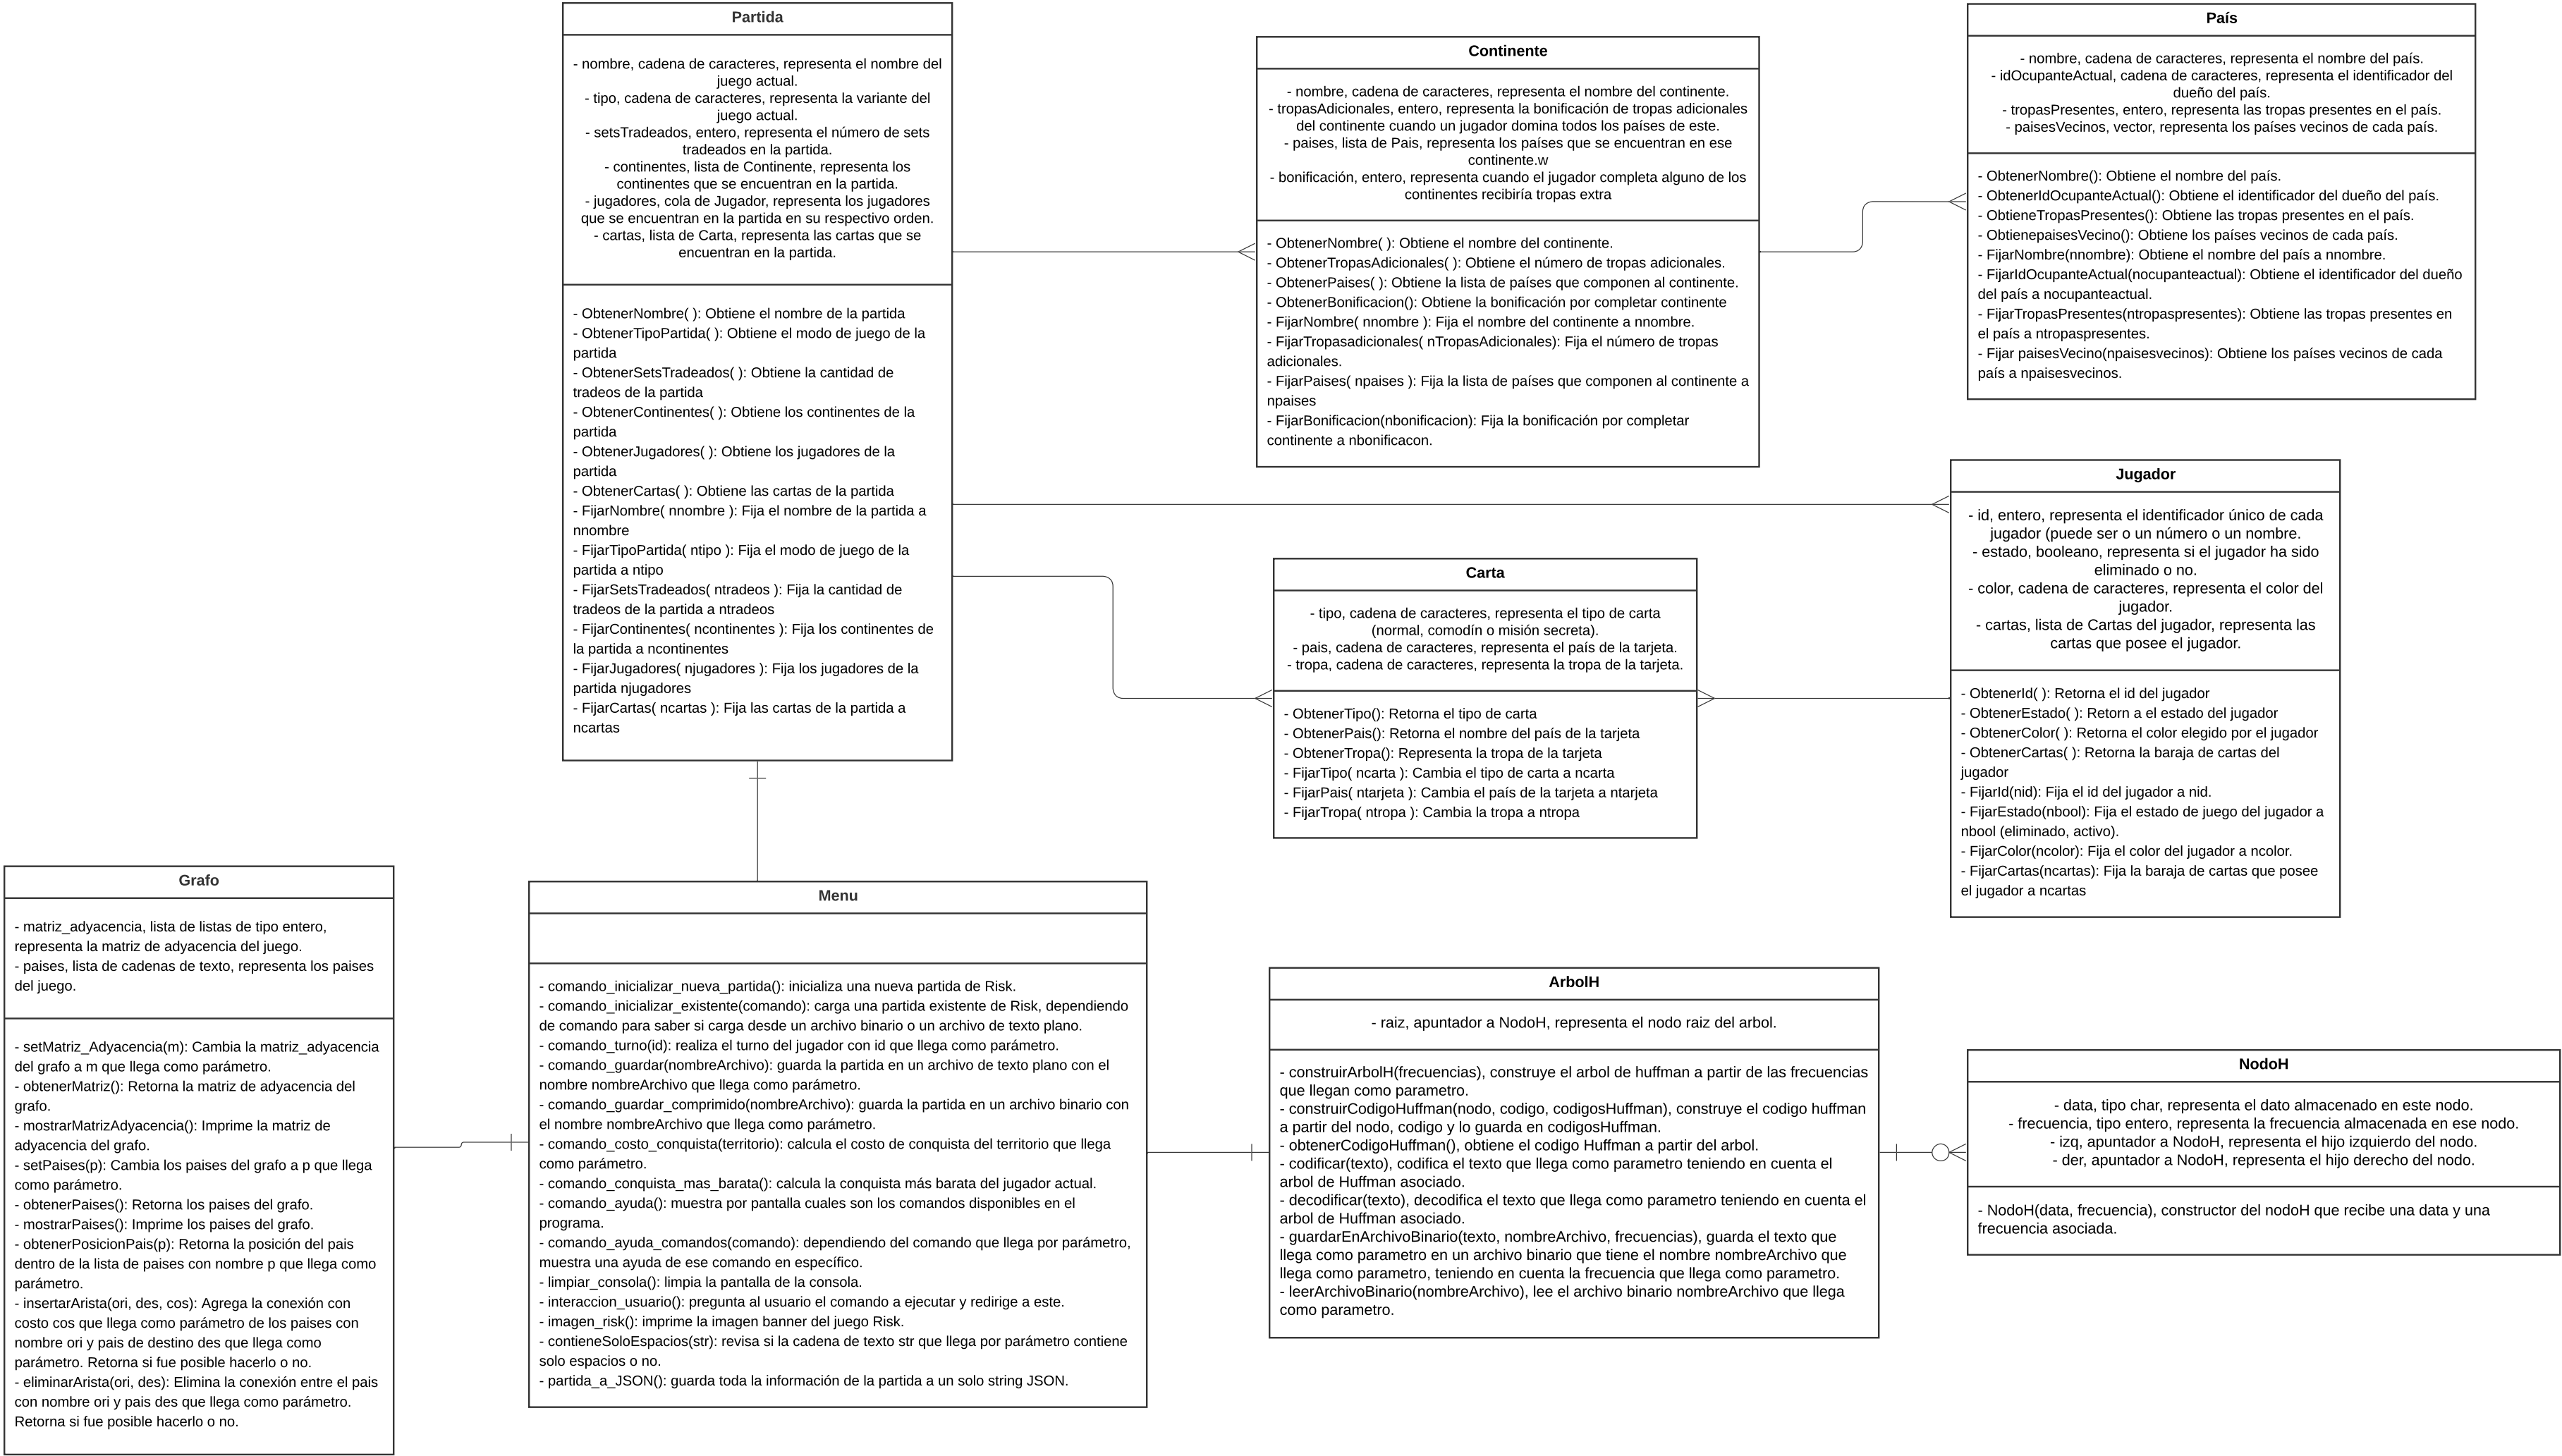 Partida
- nombre, cadena de caracteres, representa el nombre del
juego actual.
- tipo, cadena de caracteres, representa la variante del
juego actual.
- setsTradeados, entero, representa el número de sets
tradeados en la partida.
- continentes, lista de Continente, representa los
continentes que se encuentran en la partida.
- jugadores, cola de Jugador, representa los jugadores
que se encuentran en la partida en su respectivo orden.
- cartas, lista de Carta, representa las cartas que se
encuentran en la partida.
- ObtenerNombre( ): Obtiene el nombre de la partida
- ObtenerTipoPartida( ): Obtiene el modo de juego de la
partida
- ObtenerSetsTradeados( ): Obtiene la cantidad de
tradeos de la partida
- ObtenerContinentes( ): Obtiene los continentes de la
partida
- ObtenerJugadores( ): Obtiene los jugadores de la
partida
- ObtenerCartas( ): Obtiene las cartas de la partida
- FijarNombre( nnombre ): Fija el nombre de la partida a
nnombre
- FijarTipoPartida( ntipo ): Fija el modo de juego de la
partida a ntipo
- FijarSetsTradeados( ntradeos ): Fija la cantidad de
tradeos de la partida a ntradeos
- FijarContinentes( ncontinentes ): Fija los continentes de
la partida a ncontinentes
- FijarJugadores( njugadores ): Fija los jugadores de la
partida njugadores
- FijarCartas( ncartas ): Fija las cartas de la partida a
ncartas
Continente
- nombre, cadena de caracteres, representa el nombre del continente.
- tropasAdicionales, entero, representa la bonificación de tropas adicionales
del continente cuando un jugador domina todos los países de este.
- paises, lista de Pais, representa los países que se encuentran en ese
continente.w
- bonificación, entero, representa cuando el jugador completa alguno de los
continentes recibiría tropas extra
- ObtenerNombre( ): Obtiene el nombre del continente.
- ObtenerTropasAdicionales( ): Obtiene el número de tropas adicionales.
- ObtenerPaises( ): Obtiene la lista de países que componen al continente.
- ObtenerBonificacion(): Obtiene la bonificación por completar continente
- FijarNombre( nnombre ): Fija el nombre del continente a nnombre.
- FijarTropasadicionales( nTropasAdicionales): Fija el número de tropas
adicionales.
- FijarPaises( npaises ): Fija la lista de países que componen al continente a
npaises
- FijarBonificacion(nbonificacion): Fija la bonificación por completar
continente a nbonificacon.
País
- nombre, cadena de caracteres, representa el nombre del país.
- idOcupanteActual, cadena de caracteres, representa el identificador del
dueño del país.
- tropasPresentes, entero, representa las tropas presentes en el país.
- paisesVecinos, vector, representa los países vecinos de cada país.
- ObtenerNombre(): Obtiene el nombre del país.
- ObtenerIdOcupanteActual(): Obtiene el identificador del dueño del país.
- ObtieneTropasPresentes(): Obtiene las tropas presentes en el país.
- ObtienepaisesVecino(): Obtiene los países vecinos de cada país.
- FijarNombre(nnombre): Obtiene el nombre del país a nnombre.
- FijarIdOcupanteActual(nocupanteactual): Obtiene el identificador del dueño
del país a nocupanteactual.
- FijarTropasPresentes(ntropaspresentes): Obtiene las tropas presentes en
el país a ntropaspresentes.
- Fijar paisesVecino(npaisesvecinos): Obtiene los países vecinos de cada
país a npaisesvecinos.
Jugador
- id, entero, representa el identificador único de cada
jugador (puede ser o un número o un nombre.
- estado, booleano, representa si el jugador ha sido
eliminado o no.
- color, cadena de caracteres, representa el color del
jugador.
- cartas, lista de Cartas del jugador, representa las
cartas que posee el jugador.
- ObtenerId( ): Retorna el id del jugador
- ObtenerEstado( ): Retorn a el estado del jugador
- ObtenerColor( ): Retorna el color elegido por el jugador
- ObtenerCartas( ): Retorna la baraja de cartas del
jugador
- FijarId(nid): Fija el id del jugador a nid.
- FijarEstado(nbool): Fija el estado de juego del jugador a
nbool (eliminado, activo).
- FijarColor(ncolor): Fija el color del jugador a ncolor.
- FijarCartas(ncartas): Fija la baraja de cartas que posee
el jugador a ncartas
Carta
- tipo, cadena de caracteres, representa el tipo de carta
(normal, comodín o misión secreta).
- pais, cadena de caracteres, representa el país de la tarjeta.
- tropa, cadena de caracteres, representa la tropa de la tarjeta.
- ObtenerTipo(): Retorna el tipo de carta
- ObtenerPais(): Retorna el nombre del país de la tarjeta
- ObtenerTropa(): Representa la tropa de la tarjeta
- FijarTipo( ncarta ): Cambia el tipo de carta a ncarta
- FijarPais( ntarjeta ): Cambia el país de la tarjeta a ntarjeta
- FijarTropa( ntropa ): Cambia la tropa a ntropa
Grafo
- matriz_adyacencia, lista de listas de tipo entero,
representa la matriz de adyacencia del juego.
- paises, lista de cadenas de texto, representa los paises
del juego.
- setMatriz_Adyacencia(m): Cambia la matriz_adyacencia
del grafo a m que llega como parámetro.
- obtenerMatriz(): Retorna la matriz de adyacencia del
grafo.
- mostrarMatrizAdyacencia(): Imprime la matriz de
adyacencia del grafo.
- setPaises(p): Cambia los paises del grafo a p que llega
como parámetro.
- obtenerPaises(): Retorna los paises del grafo.
- mostrarPaises(): Imprime los paises del grafo.
- obtenerPosicionPais(p): Retorna la posición del pais
dentro de la lista de paises con nombre p que llega como
parámetro.
- insertarArista(ori, des, cos): Agrega la conexión con
costo cos que llega como parámetro de los paises con
nombre ori y pais de destino des que llega como
parámetro. Retorna si fue posible hacerlo o no.
- eliminarArista(ori, des): Elimina la conexión entre el pais
con nombre ori y pais des que llega como parámetro.
Retorna si fue posible hacerlo o no.
Menu
- comando_inicializar_nueva_partida(): inicializa una nueva partida de Risk.
- comando_inicializar_existente(comando): carga una partida existente de Risk, dependiendo
de comando para saber si carga desde un archivo binario o un archivo de texto plano.
- comando_turno(id): realiza el turno del jugador con id que llega como parámetro.
- comando_guardar(nombreArchivo): guarda la partida en un archivo de texto plano con el
nombre nombreArchivo que llega como parámetro.
- comando_guardar_comprimido(nombreArchivo): guarda la partida en un archivo binario con
el nombre nombreArchivo que llega como parámetro.
- comando_costo_conquista(territorio): calcula el costo de conquista del territorio que llega
como parámetro.
- comando_conquista_mas_barata(): calcula la conquista más barata del jugador actual.
- comando_ayuda(): muestra por pantalla cuales son los comandos disponibles en el
programa.
- comando_ayuda_comandos(comando): dependiendo del comando que llega por parámetro,
muestra una ayuda de ese comando en específico.
- limpiar_consola(): limpia la pantalla de la consola.
- interaccion_usuario(): pregunta al usuario el comando a ejecutar y redirige a este.
- imagen_risk(): imprime la imagen banner del juego Risk.
- contieneSoloEspacios(str): revisa si la cadena de texto str que llega por parámetro contiene
solo espacios o no.
- partida_a_JSON(): guarda toda la información de la partida a un solo string JSON.
ArbolH
- raiz, apuntador a NodoH, representa el nodo raiz del arbol.
- construirArbolH(frecuencias), construye el arbol de huffman a partir de las frecuencias
que llegan como parametro.
- construirCodigoHuffman(nodo, codigo, codigosHuffman), construye el codigo huffman
a partir del nodo, codigo y lo guarda en codigosHuffman.
- obtenerCodigoHuffman(), obtiene el codigo Huffman a partir del arbol.
- codificar(texto), codifica el texto que llega como parametro teniendo en cuenta el
arbol de Huffman asociado.
- decodificar(texto), decodifica el texto que llega como parametro teniendo en cuenta el
arbol de Huffman asociado.
- guardarEnArchivoBinario(texto, nombreArchivo, frecuencias), guarda el texto que
llega como parametro en un archivo binario que tiene el nombre nombreArchivo que
llega como parametro, teniendo en cuenta la frecuencia que llega como parametro.
- leerArchivoBinario(nombreArchivo), lee el archivo binario nombreArchivo que llega
como parametro.
NodoH
- data, tipo char, representa el dato almacenado en este nodo.
- frecuencia, tipo entero, representa la frecuencia almacenada en ese nodo.
- izq, apuntador a NodoH, representa el hijo izquierdo del nodo.
- der, apuntador a NodoH, representa el hijo derecho del nodo.
- NodoH(data, frecuencia), constructor del nodoH que recibe una data y una
frecuencia asociada.